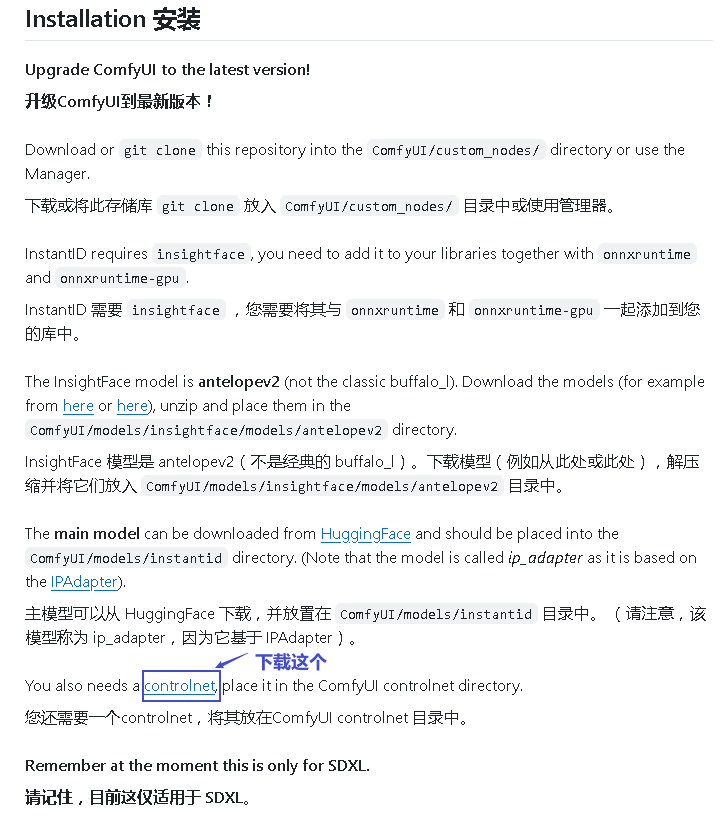 Installation 安装
Upgrade ComfyUI to the latest version!
升级ComfyUI到最新版本！
Download or git clone this repository into the ComfyUI/custom_nodes/ directory or use the
Manager.
下载或将此存储库 git clone 放入 ComfyUI/custom_nodes/ 目录中或使用管理器。
InstantID requires insightface, you need to add it to your libraries together with onnxruntime
and onnxruntime-gpu.
InstantID 需要 insightface ，您需要将其与 onnxruntime 和 onnxruntime-gpu 一起添加到您
的库中。
The InsightFace model is antelopev2 (not the classic buffalo_l). Download the models (for example
from here or here), unzip and place them in the
ComfyUI/models/insightface/models/antelopev2 directory.
InsightFace 模型是 antelopev2（不是经典的 buffalo_l）。下载模型（例如从此处或此处），解压
缩并将它们放入 ComfyUI/models/insightface/models/antelopev2 目录中。
The main model can be downloaded from HuggingFace and should be placed into the
ComfyUI/models/instantid directory. (Note that the model is called ip_adapter as it is based on
the IPAdapter).
主模型可以从 HuggingFace 下载，并放置在 ComfyUI/models/instantid 目录中。（请注意，该
模型称为 ip_adapter，因为它基于 IPAdapter）。
下载这个
You also needs a controlnet, place it in the ComfyUI controlnet directory.
您还需要一个controlnet，将其放在ComfyUI controlnet 目录中。
Remember at the moment this is only for SDXL.
请记住，目前这仅适用于 SDXL。